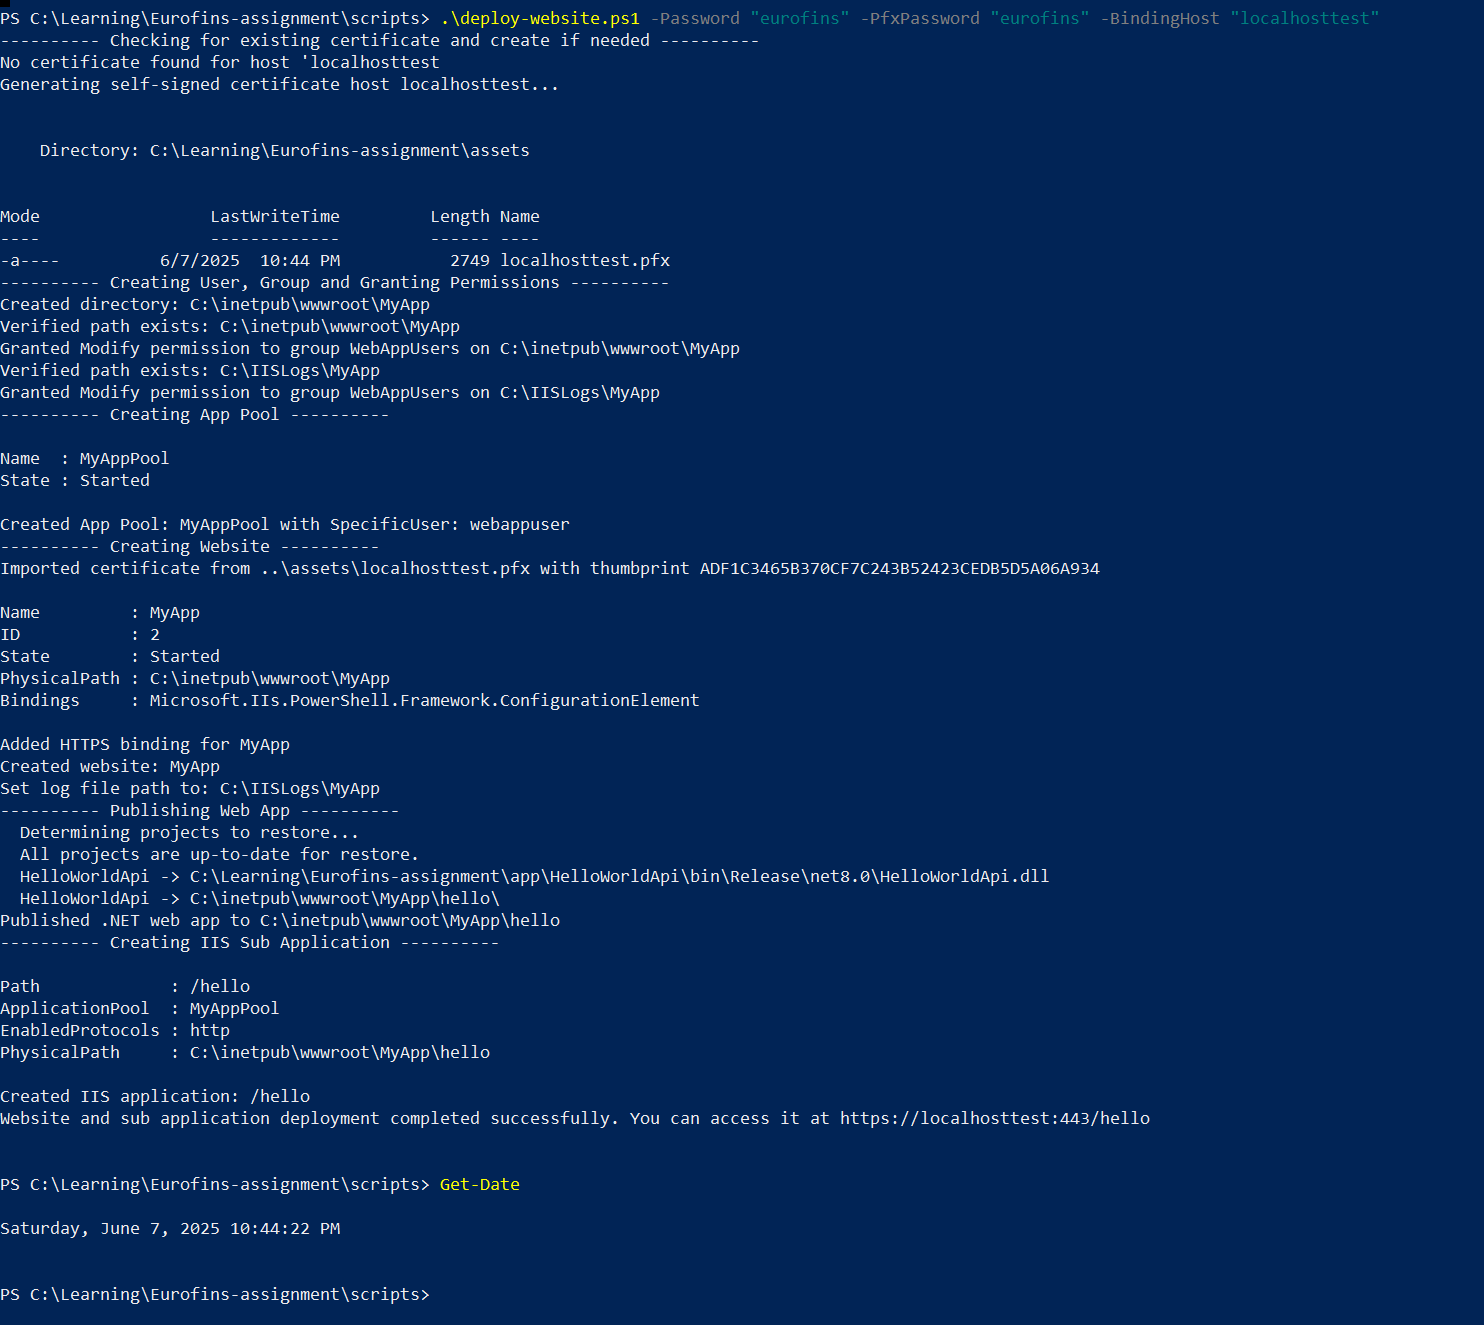 PS C:\Learning\Eurofins-assignment\scripts> .\deploy-website.ps1 -Password "eurofins" -PfxPassword "eurofins" -BindingHost "localhosttest"
---------- Checking for existing certificate and create if needed ----------
No certificate found for host 'localhosttest
Generating self-signed certificate host localhosttest...
    Directory: C:\Learning\Eurofins-assignment\assets
Mode                 LastWriteTime         Length Name
----                 -------------         ------ ----
-a----          6/7/2025  10:44 PM           2749 localhosttest.pfx
---------- Creating User, Group and Granting Permissions ----------
Created directory: C:\inetpub\wwwroot\MyApp
Verified path exists: C:\inetpub\wwwroot\MyApp
Granted Modify permission to group WebAppUsers on C:\inetpub\wwwroot\MyApp
Verified path exists: C:\IISLogs\MyApp
Granted Modify permission to group WebAppUsers on C:\IISLogs\MyApp
---------- Creating App Pool ----------
Name  : MyAppPool
State : Started
Created App Pool: MyAppPool with SpecificUser: webappuser
---------- Creating Website ----------
Imported certificate from ..\assets\localhosttest.pfx with thumbprint ADF1C3465B370CF7C243B52423CEDB5D5A06A934
Name         : MyApp
ID           : 2
State        : Started
PhysicalPath : C:\inetpub\wwwroot\MyApp
Bindings     : Microsoft.IIs.PowerShell.Framework.ConfigurationElement
Added HTTPS binding for MyApp
Created website: MyApp
Set log file path to: C:\IISLogs\MyApp
---------- Publishing Web App ----------
  Determining projects to restore...
  All projects are up-to-date for restore.
  HelloWorldApi -> C:\Learning\Eurofins-assignment\app\HelloWorldApi\bin\Release\net8.0\HelloWorldApi.dll
  HelloWorldApi -> C:\inetpub\wwwroot\MyApp\hello\
Published .NET web app to C:\inetpub\wwwroot\MyApp\hello
---------- Creating IIS Sub Application ----------
Path             : /hello
ApplicationPool  : MyAppPool
EnabledProtocols : http
PhysicalPath     : C:\inetpub\wwwroot\MyApp\hello
Created IIS application: /hello
Website and sub application deployment completed successfully. You can access it at https://localhosttest:443/hello
PS C:\Learning\Eurofins-assignment\scripts> Get-Date
Saturday, June 7, 2025 10:44:22 PM
PS C:\Learning\Eurofins-assignment\scripts>